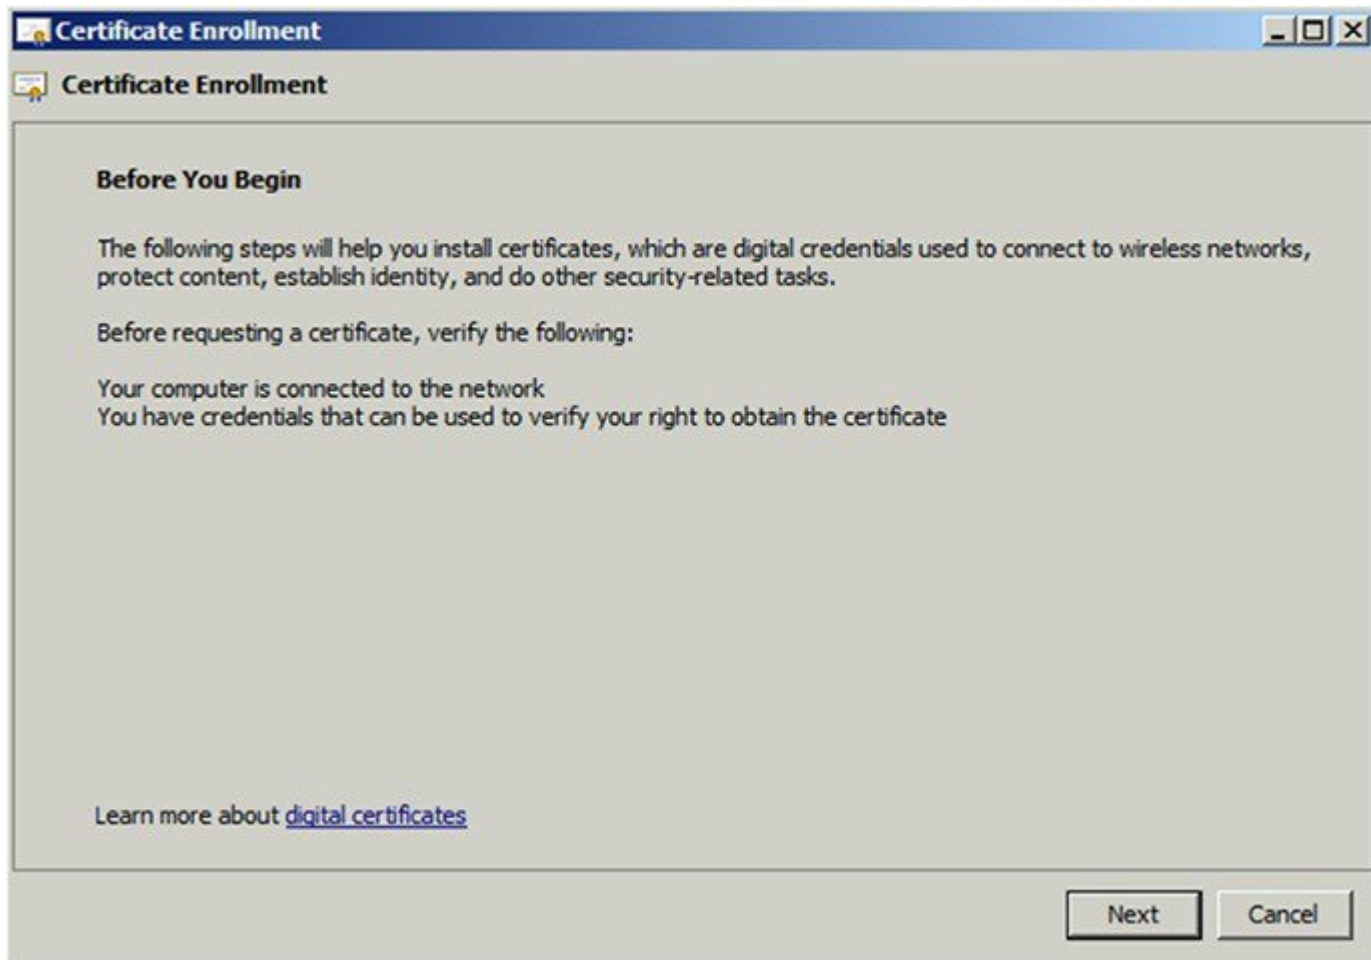 Certificate Enrollment
Certificate Enrollment
Before You Begin
The following steps will help you install certificates, which are digital credentials used to connect to wireless networks,
protect content, establish identity, and do other security-related tasks.
Before requesting a certificate, verify the following:
Your computer is connected to the network
You have credentials that can be used to verify your right to obtain the certificate
Learn more about digital certificates
Next
Cancel